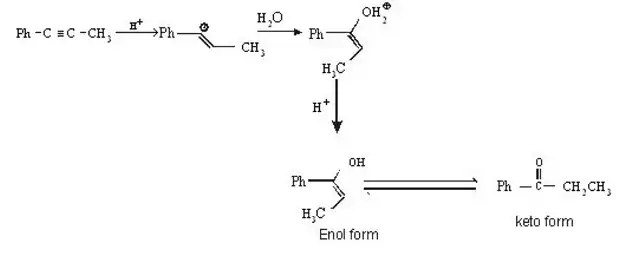 Ph – C ≡ C – CH₃ H⁺ Ph ⊕ CH₃ H₂O Ph OH₂⊕
H₃C
H⁺
Ph OH
H₃C
Enol form
O
Ph – C – CH₂CH₃
keto form